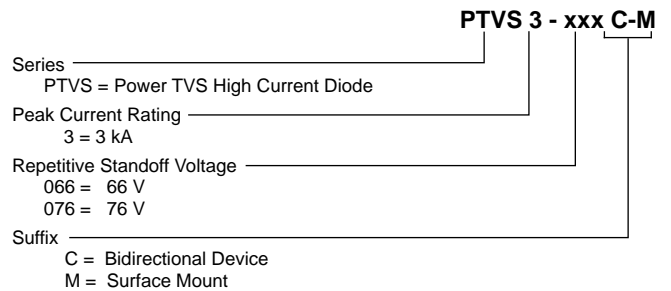 PTVS 3 - xxx C-M
Series
PTVS = Power TVS High Current Diode
Peak Current Rating
3 = 3 kA
Repetitive Standoff Voltage
066 = 66 V
076 = 76 V
Suffix
C = Bidirectional Device
M = Surface Mount